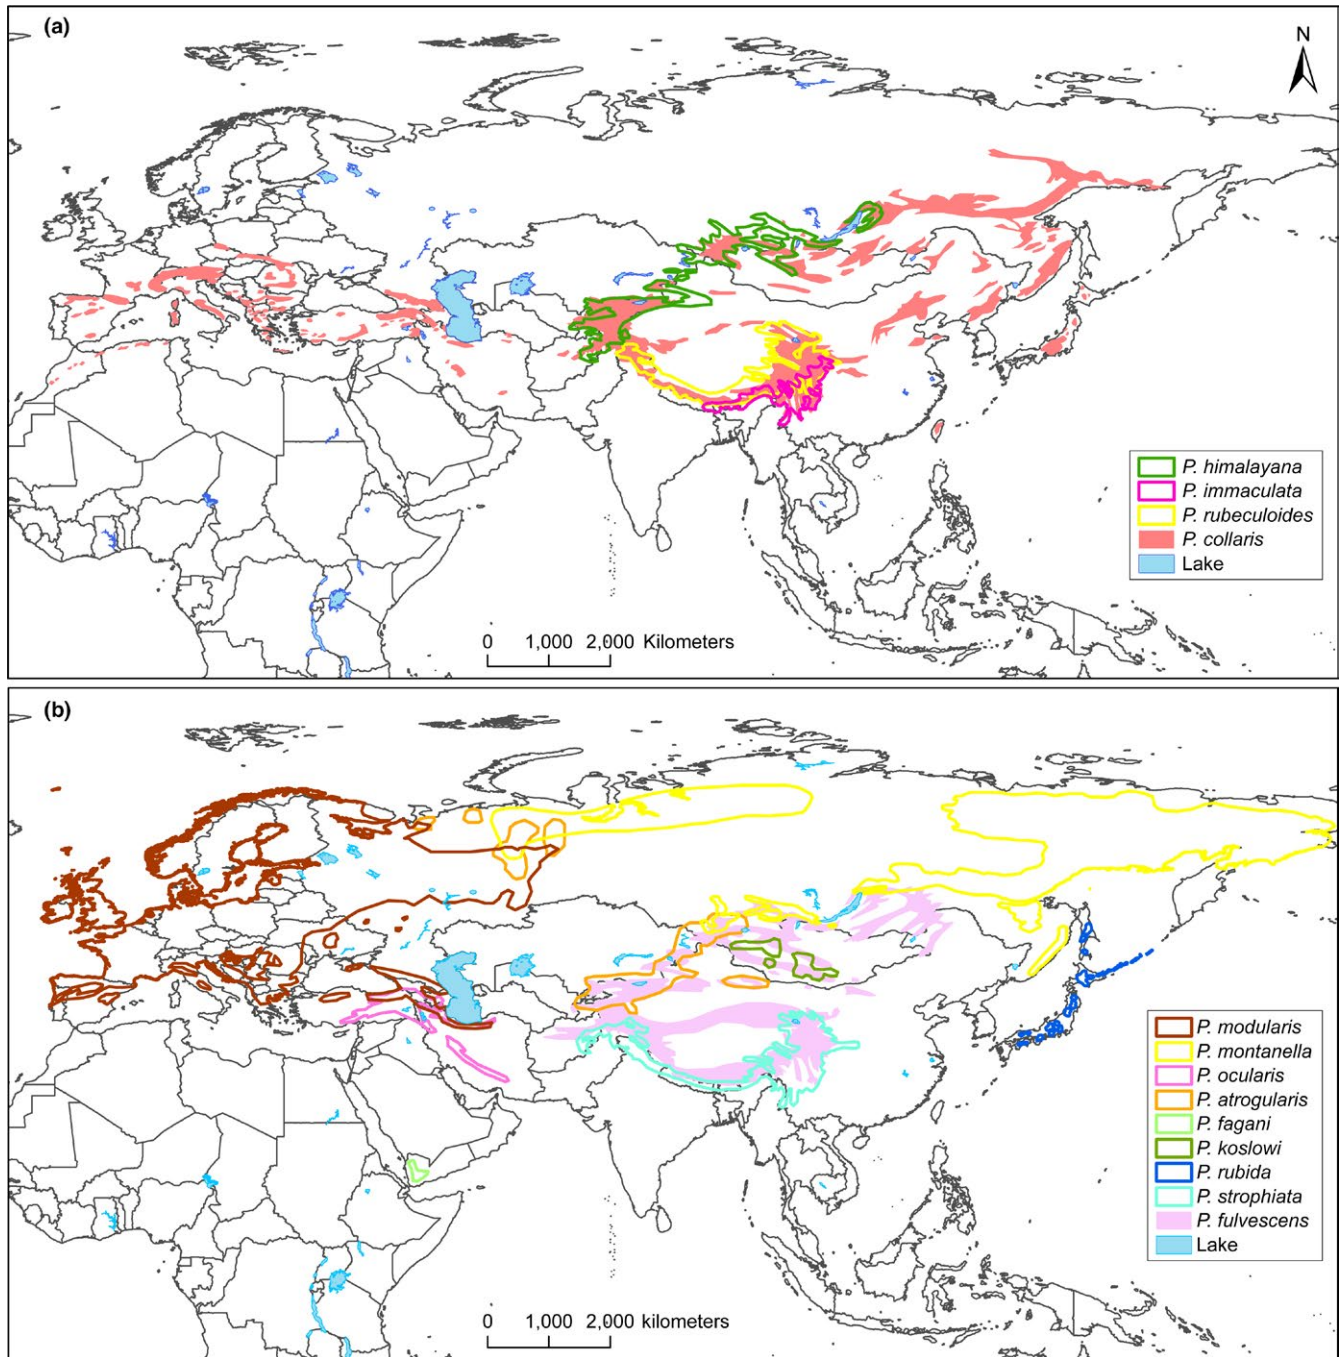 (a)
N
P. himalayana
P. immaculata
P. rubeculoides
P. collaris
Lake
0 1,000 2,000 Kilometers
(b)
P. modularis
P. montanella
P. ocularis
P. atrogularis
P. fagani
P. koslowi
P. rubida
P. strophiata
P. fulvescens
Lake
0 1,000 2,000 kilometers